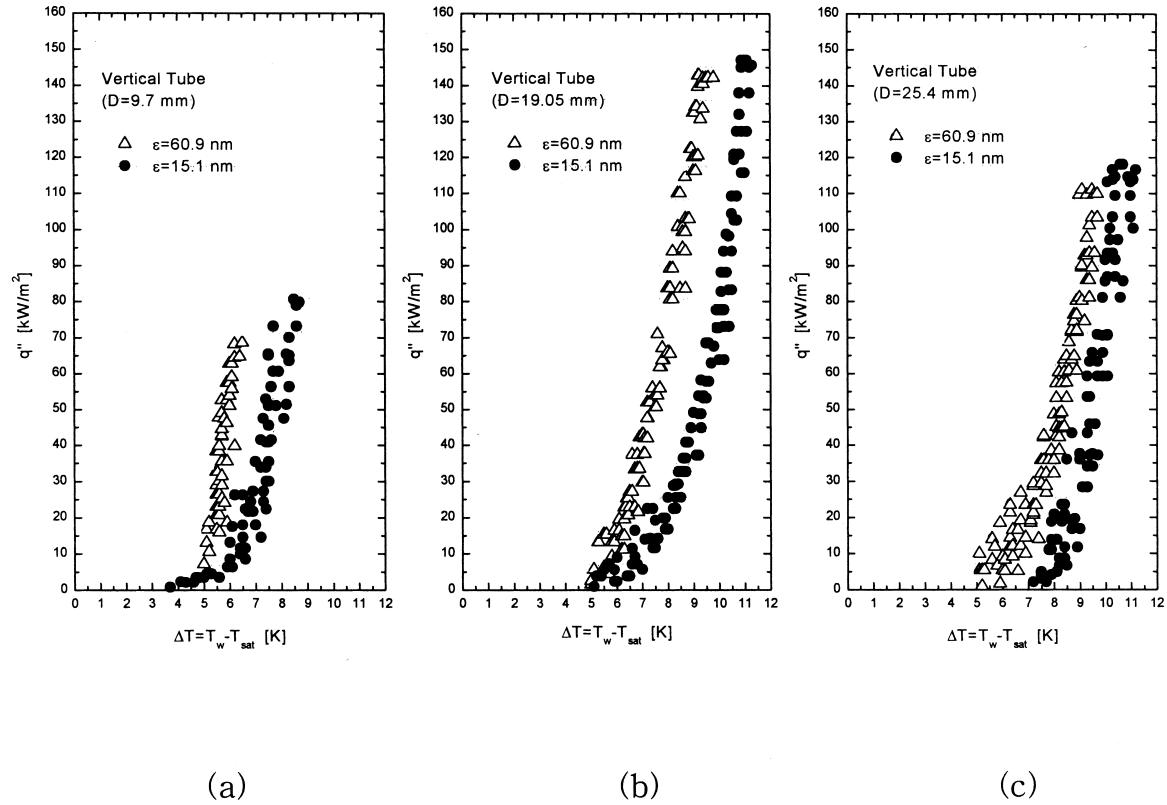 160
150
140
130
120
110
100
90
80
70
60
50
40
30
20
10
0
q" [kW/m²]
Vertical Tube
(D=9.7 mm)
ε=60.9 nm
ε=15.1 nm
0 1 2 3 4 5 6 7 8 9 10 11 12
ΔT=Tw-Tsat [K]
(a)
160
150
140
130
120
110
100
90
80
70
60
50
40
30
20
10
0
q" [kW/m²]
Vertical Tube
(D=19.05 mm)
ε=60.9 nm
ε=15.1 nm
0 1 2 3 4 5 6 7 8 9 10 11 12
ΔT=Tw-Tsat [K]
(b)
160
150
140
130
120
110
100
90
80
70
60
50
40
30
20
10
0
q" [kW/m²]
Vertical Tube
(D=25.4 mm)
ε=60.9 nm
ε=15.1 nm
0 1 2 3 4 5 6 7 8 9 10 11 12
ΔT=Tw-Tsat [K]
(c)